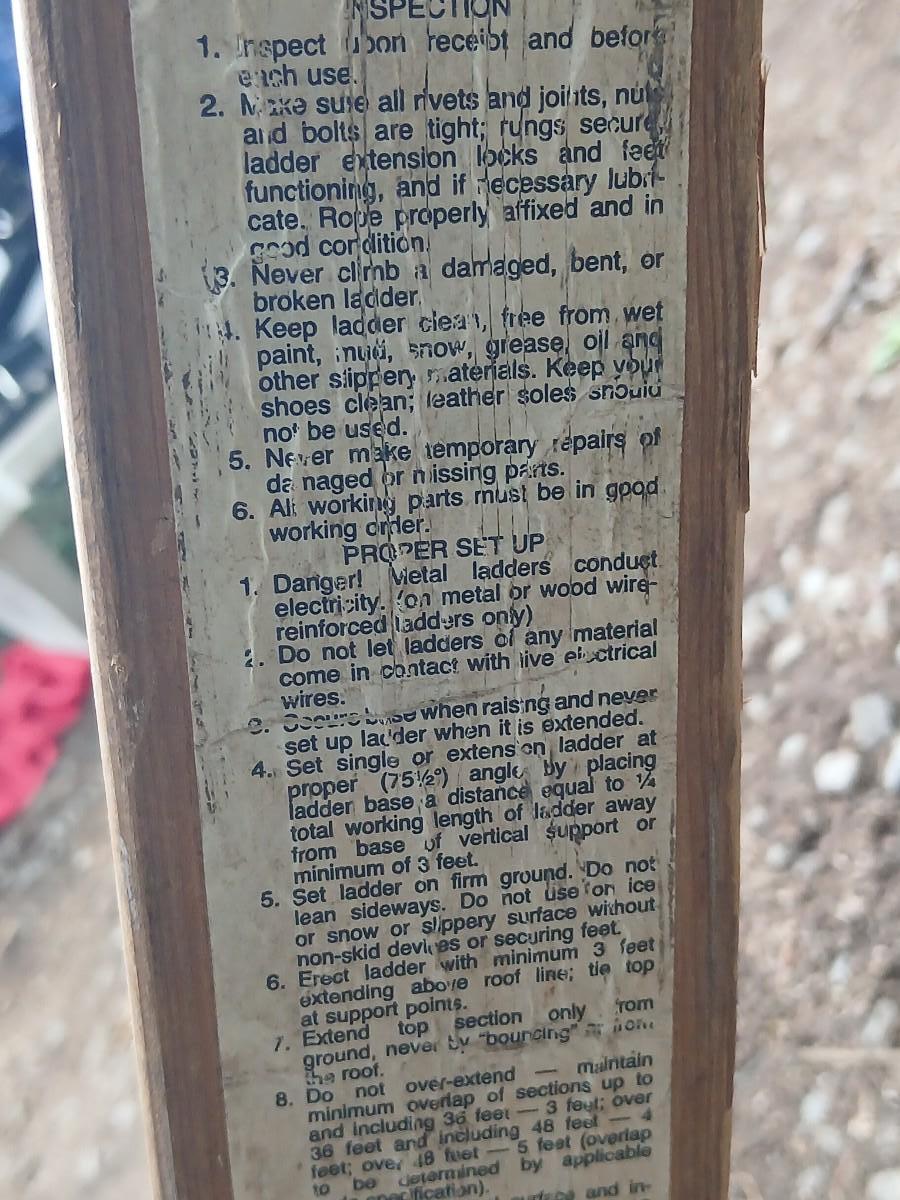 INSPECTION
1. Inspect upon receipt and before
each use.
2. Make sure all rivets and joints, nuts
and bolts are tight; rungs secure,
ladder extension locks and feet
functioning, and if necessary lubri-
cate. Rope properly affixed and in
good condition.
3. Never climb a damaged, bent, or
broken ladder.
4. Keep ladder clean, free from wet
paint, mud, snow, grease, oil and
other slippery materials. Keep your
shoes clean; leather soles should
not be used.
5. Never make temporary repairs of
damaged or missing parts.
6. All working parts must be in good
working order.
PROPER SET UP
1. Danger! Metal ladders conduct
electricity. (on metal or wood wire-
reinforced ladders only)
2. Do not let ladders of any material
come in contact with live electrical
wires.
3. Secure base when raising and never
set up ladder when it is extended.
4. Set single or extension ladder at
proper (75½°) angle by placing
ladder base a distance equal to ¼
total working length of ladder away
from base of vertical support or
minimum of 3 feet.
5. Set ladder on firm ground. Do not
lean sideways. Do not use on ice
or snow or slippery surface without
non-skid devices or securing feet.
6. Erect ladder with minimum 3 feet
extending above roof line; tie top
at support points.
7. Extend top section only from
ground, never by "bouncing" or from
the roof.
8. Do not over-extend — maintain
minimum overlap of sections up to
and including 36 feet — 3 feet; over
36 feet and including 48 feet — 4
feet; over 48 feet — 5 feet (overlap
to be determined by applicable
specification).
surface and in-